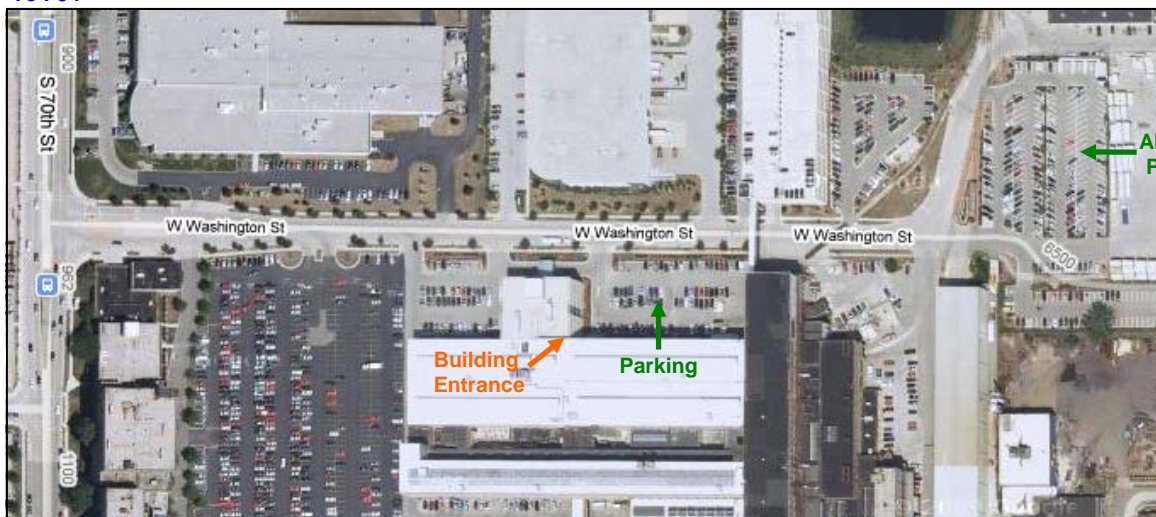 900
S 70th St
W Washington St
W Washington St
W Washington St
6500
962
Building
Entrance
Parking
1100